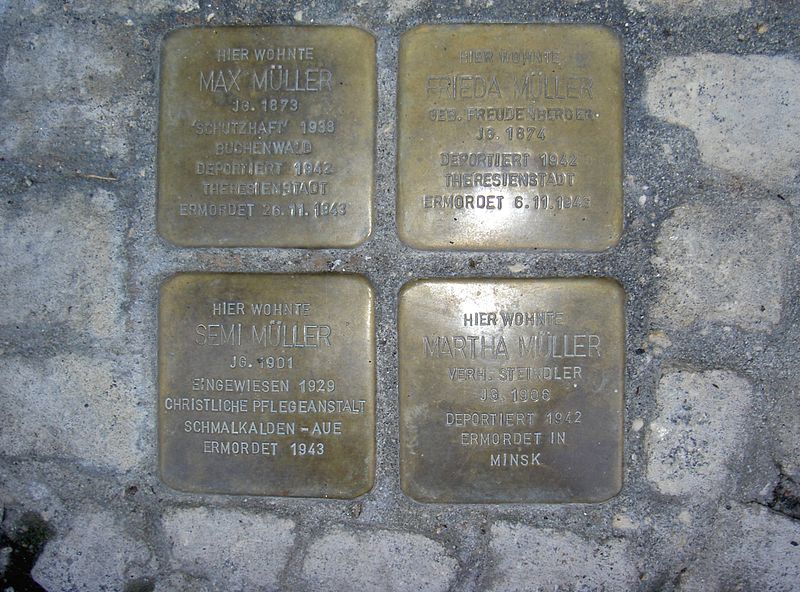 HIER WOHNTE
MAX MÜLLER
JG. 1873
'SCHUTZHAFT' 1938
BUCHENWALD
DEPORTIERT 1942
THERESIENSTADT
ERMORDET 26.11.1943
HIER WOHNTE
FRIEDA MÜLLER
GEB. FREUDENBERGER
JG. 1874
DEPORTIERT 1942
THERESIENSTADT
ERMORDET 6.11.1943
HIER WOHNTE
SEMI MÜLLER
JG. 1901
EINGEWIESEN 1929
CHRISTLICHE PFLEGEANSTALT
SCHMALKALDEN - AUE
ERMORDET 1943
HIER WOHNTE
MARTHA MÜLLER
VERH. STEINDLER
JG. 1906
DEPORTIERT 1942
ERMORDET IN
MINSK